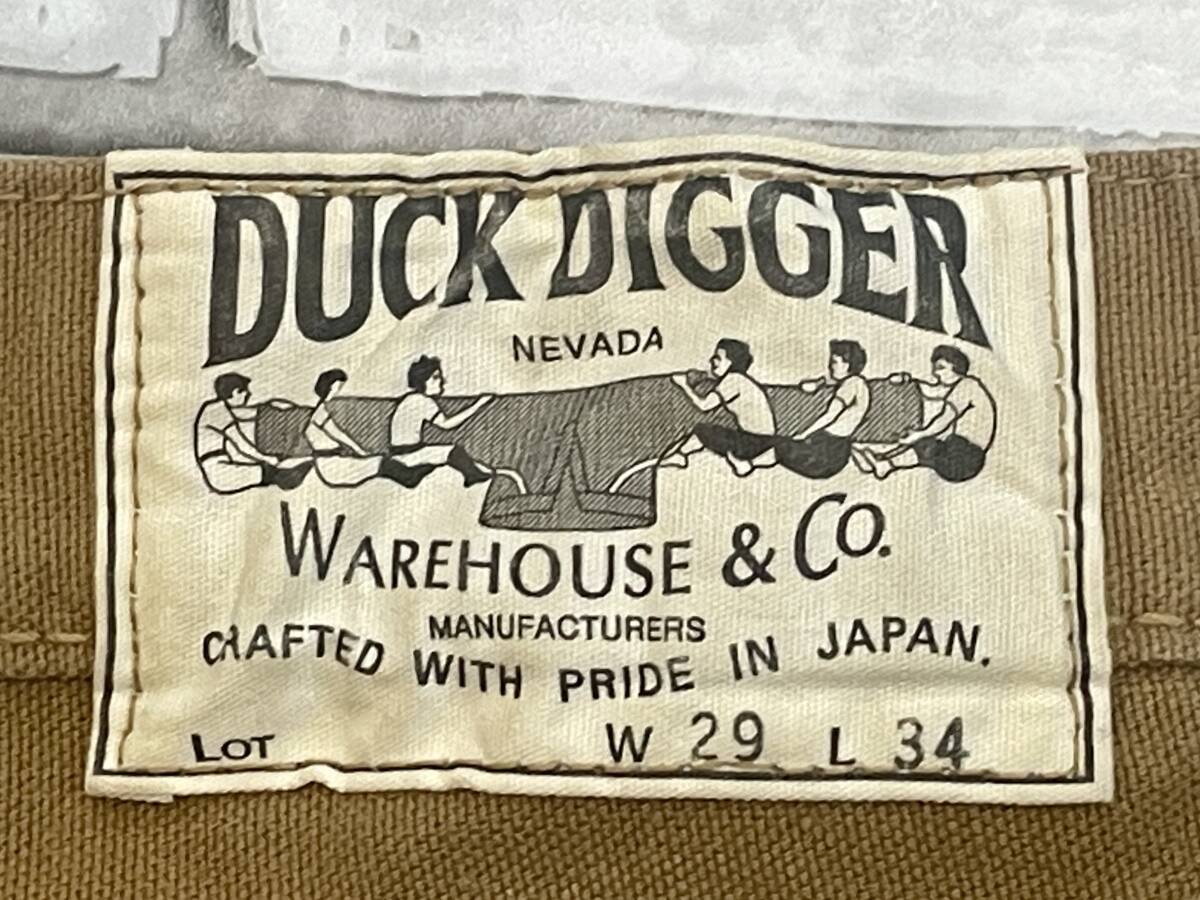 DUCK DIGGER
NEVADA
WAREHOUSE & CO.
MANUFACTURERS
CRAFTED WITH PRIDE IN JAPAN.
LOT W 29 L 34